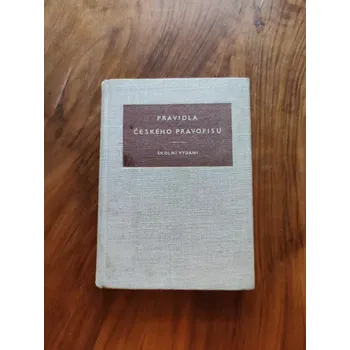 PRAVIDLA
ČESKÉHO PRAVOPISU
ŠKOLNÍ VYDÁNÍ